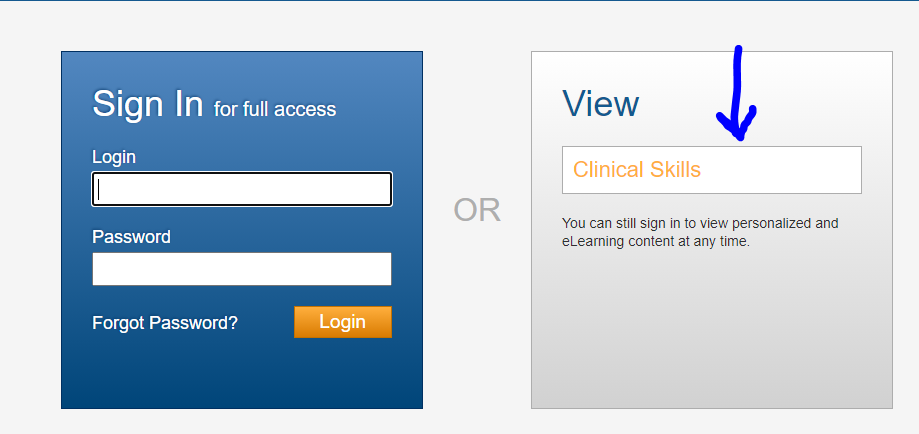 Sign In for full access
Login
Password
Forgot Password?
Login
OR
View
Clinical Skills
You can still sign in to view personalized and
eLearning content at any time.